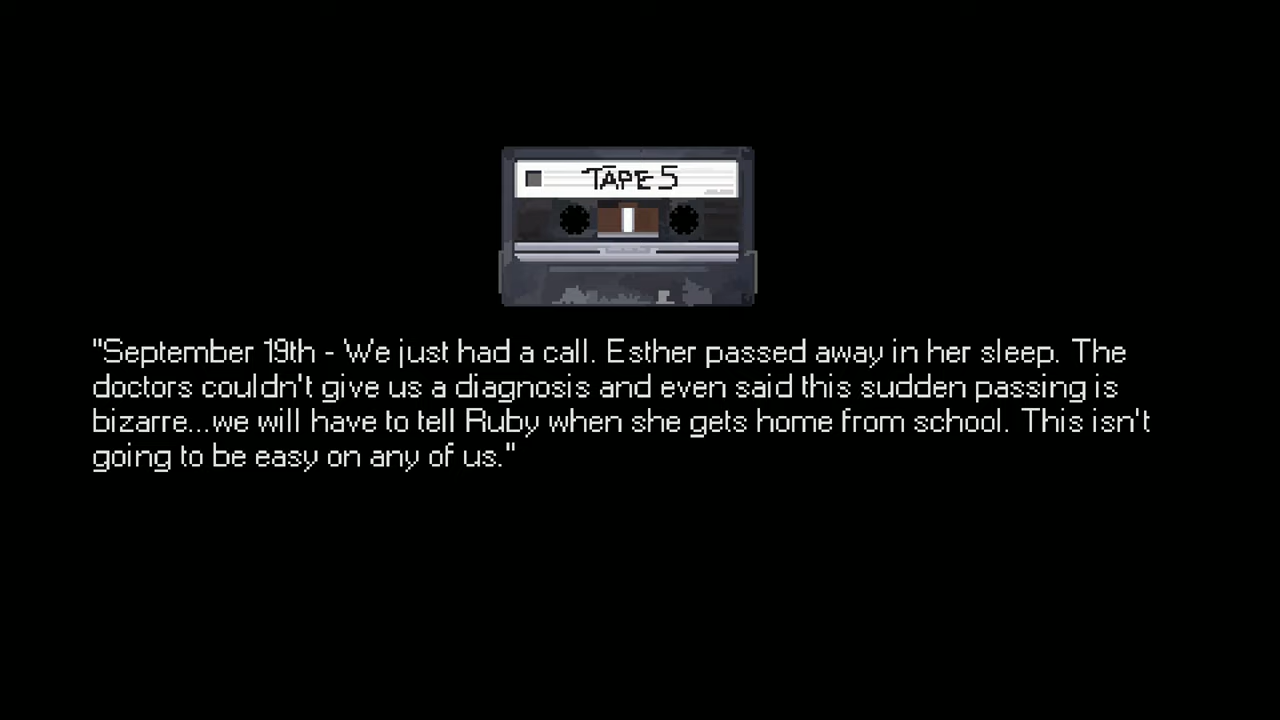 TAPE 5
"September 19th - We just had a call. Esther passed away in her sleep. The
doctors couldn't give us a diagnosis and even said this sudden passing is
bizarre...we will have to tell Ruby when she gets home from school. This isn't
going to be easy on any of us."